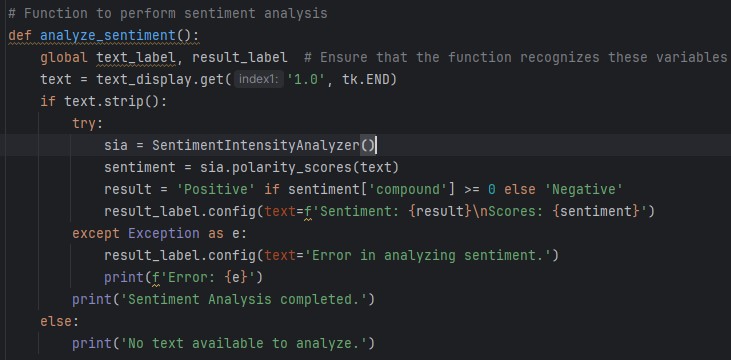 # Function to perform sentiment analysis
def analyze_sentiment():
    global text_label, result_label  # Ensure that the function recognizes these variables
    text = text_display.get( index1: '1.0', tk.END)
    if text.strip():
        try:
            sia = SentimentIntensityAnalyzer()
            sentiment = sia.polarity_scores(text)
            result = 'Positive' if sentiment['compound'] >= 0 else 'Negative'
            result_label.config(text=f'Sentiment: {result}\nScores: {sentiment}')
        except Exception as e:
            result_label.config(text='Error in analyzing sentiment.')
            print(f'Error: {e}')
        print('Sentiment Analysis completed.')
    else:
        print('No text available to analyze.')